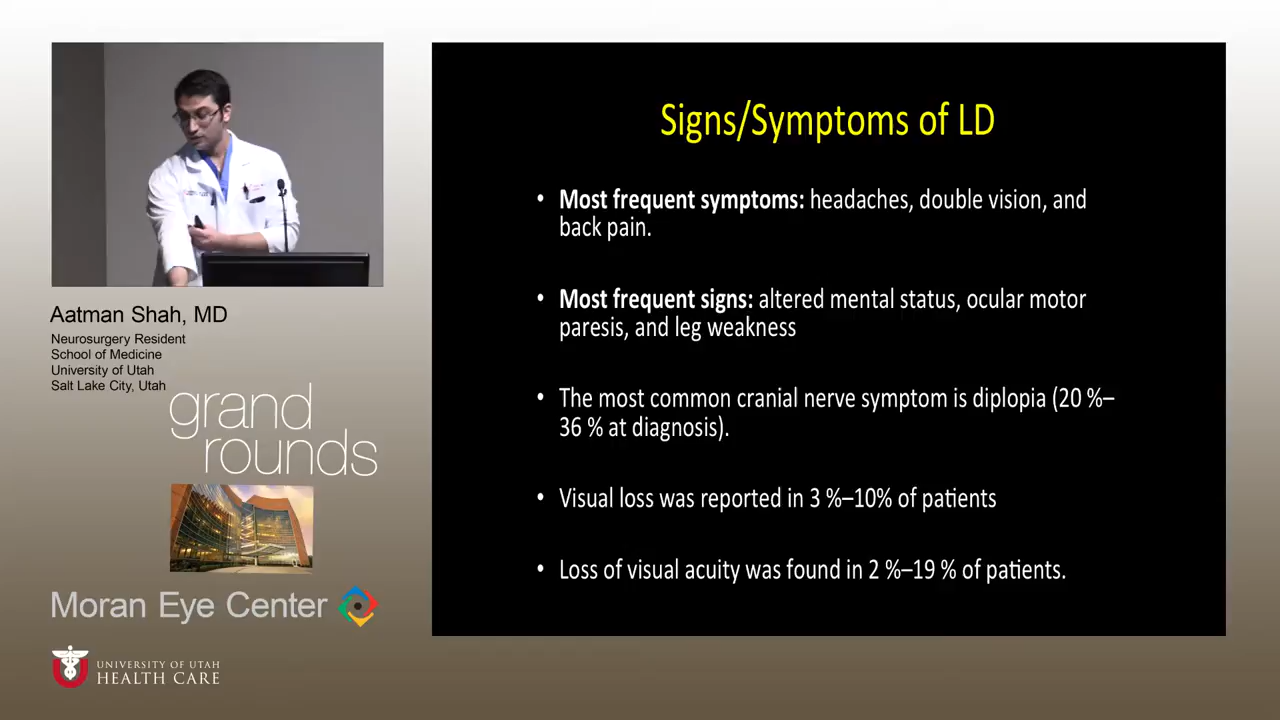 Aatman Shah, MD
Neurosurgery Resident
School of Medicine
University of Utah
Salt Lake City, Utah
grand
rounds
Moran Eye Center
UNIVERSITY OF UTAH
HEALTH CARE
Signs/Symptoms of LD
• Most frequent symptoms: headaches, double vision, and
back pain.
• Most frequent signs: altered mental status, ocular motor
paresis, and leg weakness
• The most common cranial nerve symptom is diplopia (20 %–
36 % at diagnosis).
• Visual loss was reported in 3 %–10% of patients
• Loss of visual acuity was found in 2 %–19 % of patients.